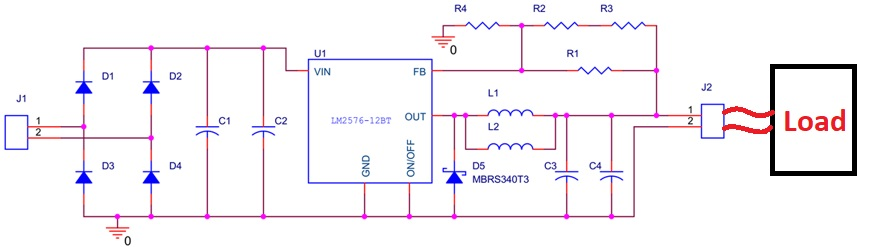 R4
R2
R3
0
R1
U1
VIN
FB
J1
D1
D2
L1
J2
1
2
C1
C2
LM2576-12BT
OUT
1
2
Load
L2
D3
D4
GND
ON/OFF
D5
MBRS340T3
C3
C4
0